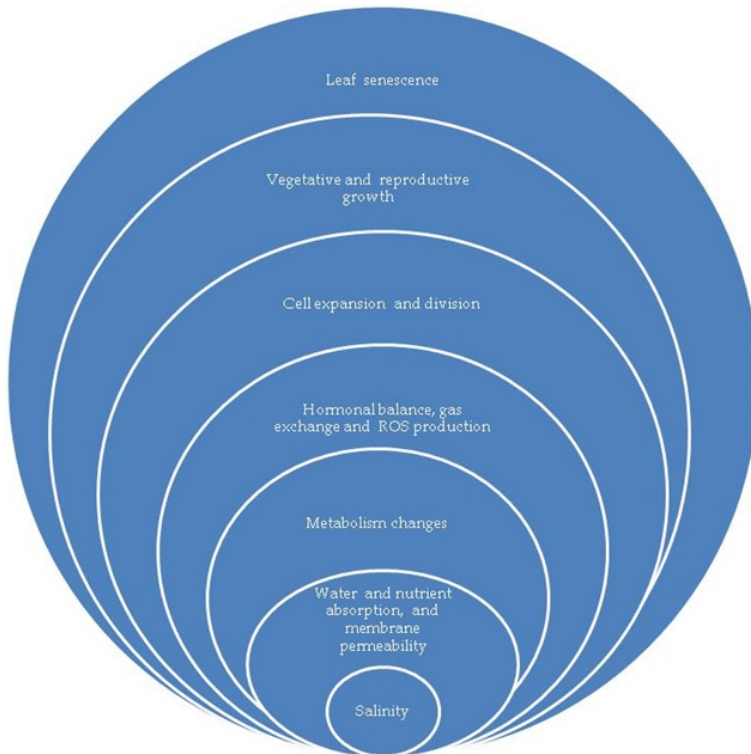 Leaf senescence
Vegetative and reproductive
growth
Cell expansion and division
Hormonal balance, gas
exchange and ROS production
Metabolism changes
Water and nutrient
absorption, and
membrane
permeability
Salinity